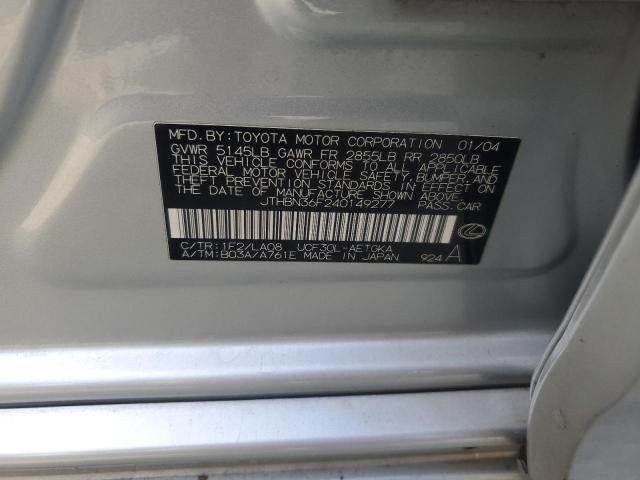 MFD. BY: TOYOTA MOTOR CORPORATION 01/04
GVWR 5145LB GAWR FR 2855LB RR 2850LB
THIS VEHICLE CONFORMS TO ALL APPLICABLE
FEDERAL MOTOR VEHICLE SAFETY, BUMPER, AND
THEFT PREVENTION STANDARDS IN EFFECT ON
THE DATE OF MANUFACTURE SHOWN ABOVE.
JTHBN36F240149277 PASS. CAR
C/TR: 1F2/LA08 UCF30L-AETGKA
A/TM: B03A/A761E MADE IN JAPAN 924 A